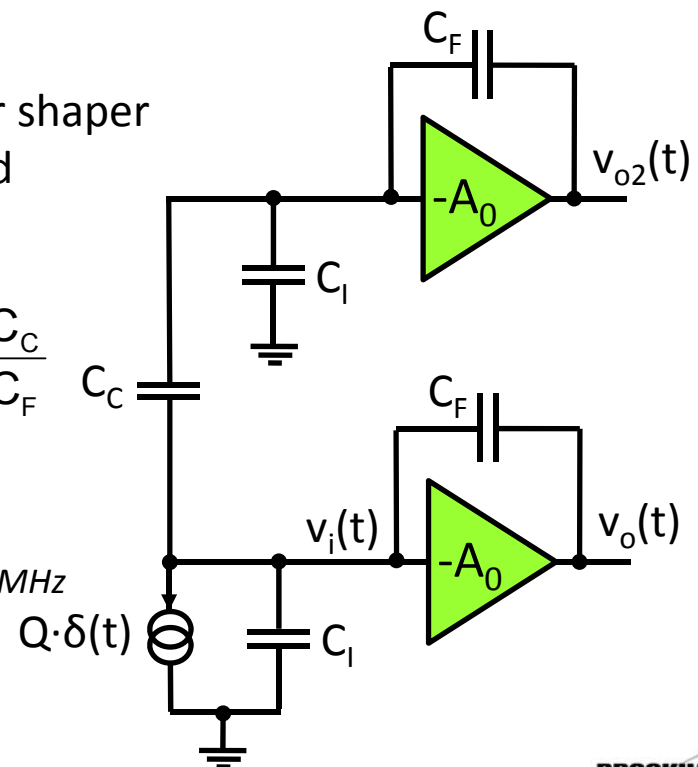 C_F
r shaper
d
v_o2(t)
-A_0
C_I
C_C
C_F
C_C
C_F
v_i(t)
v_o(t)
-A_0
MHz
Q·δ(t)
C_I